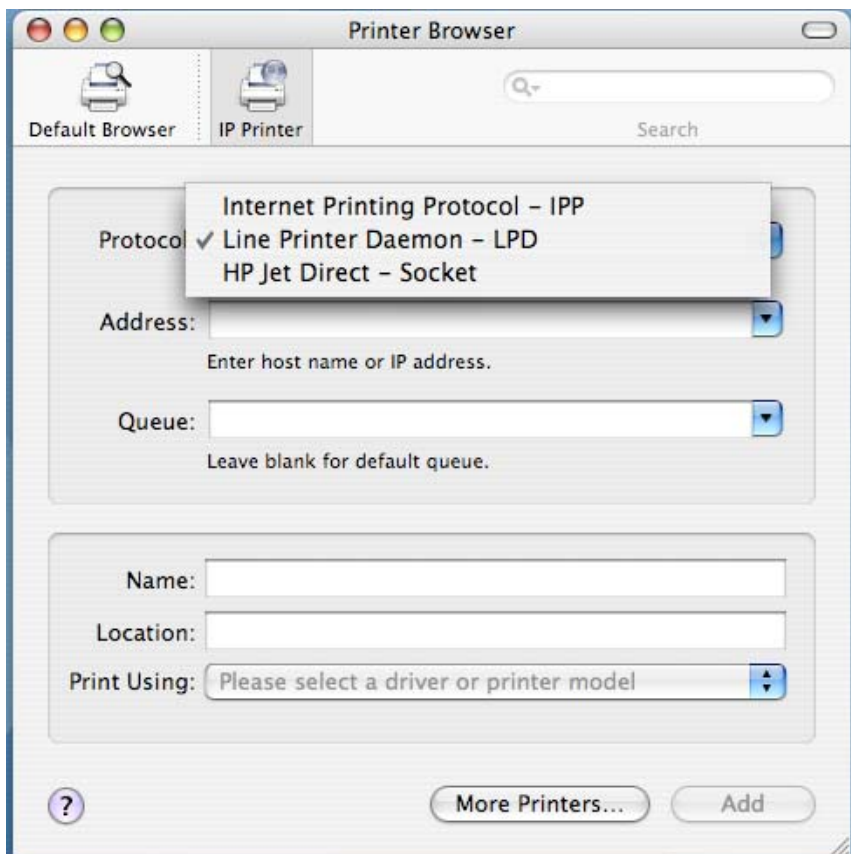 Printer Browser
Default Browser
IP Printer
Search
Internet Printing Protocol – IPP
Protocol
✓ Line Printer Daemon – LPD
HP Jet Direct – Socket
Address:
Enter host name or IP address.
Queue:
Leave blank for default queue.
Name:
Location:
Print Using: Please select a driver or printer model
?
More Printers...
Add